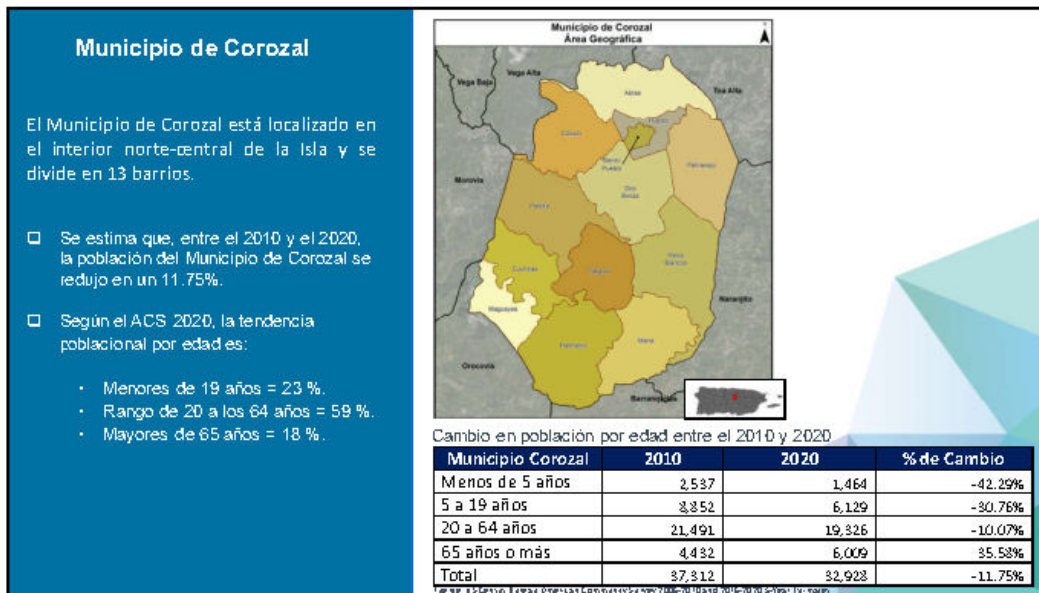 Municipio de Corozal
El Municipio de Corozal está localizado en
el interior norte-central de la Isla y se
divide en 13 barrios.
❑ Se estima que, entre el 2010 y el 2020,
la población del Municipio de Corozal se
redujo en un 11.75%.
❑ Según el ACS 2020, la tendencia
poblacional por edad es:
• Menores de 19 años = 23 %.
• Rango de 20 a los 64 años = 59 %.
• Mayores de 65 años = 18 %.
Municipio de Corozal
Área Geográfica
Vega Alta
Vega Baja
Toa Alta
Abras
Pueblo
Dos Bocas
Morovis
Naranjito
Orocovis
Barranquitas
Cambio en población por edad entre el 2010 y 2020
Municipio Corozal 2010 2020 % de Cambio
Menos de 5 años 2,537 1,464 -42.29%
5 a 19 años 8,852 6,129 -30.76%
20 a 64 años 21,491 19,326 -10.07%
65 años o más 4,432 6,009 35.58%
Total 37,312 32,928 -11.75%